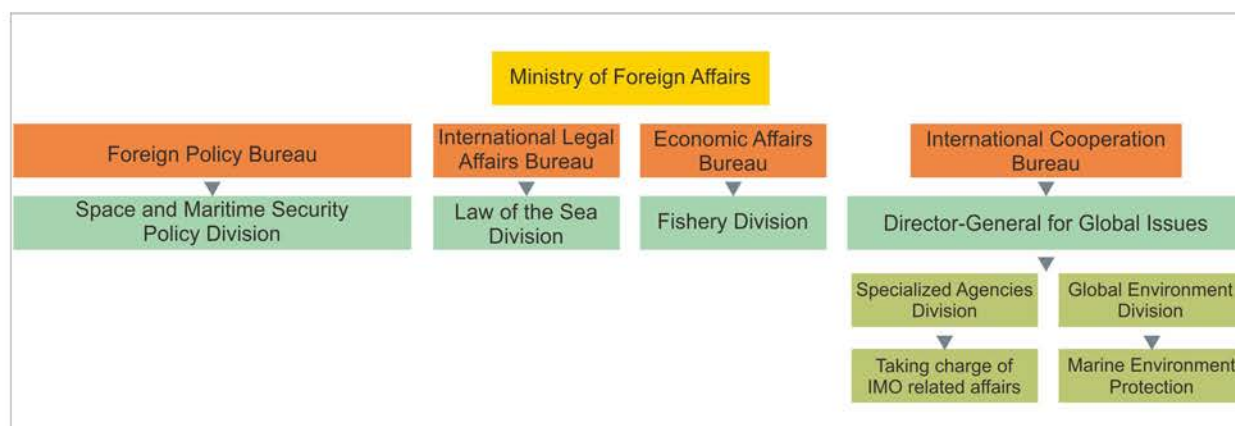 Ministry of Foreign Affairs
Foreign Policy Bureau
International Legal
Affairs Bureau
Economic Affairs
Bureau
International Cooperation
Bureau
Space and Maritime Security
Policy Division
Law of the Sea
Division
Fishery Division
Director-General for Global Issues
Specialized Agencies
Division
Global Environment
Division
Taking charge of
IMO related affairs
Marine Environment
Protection